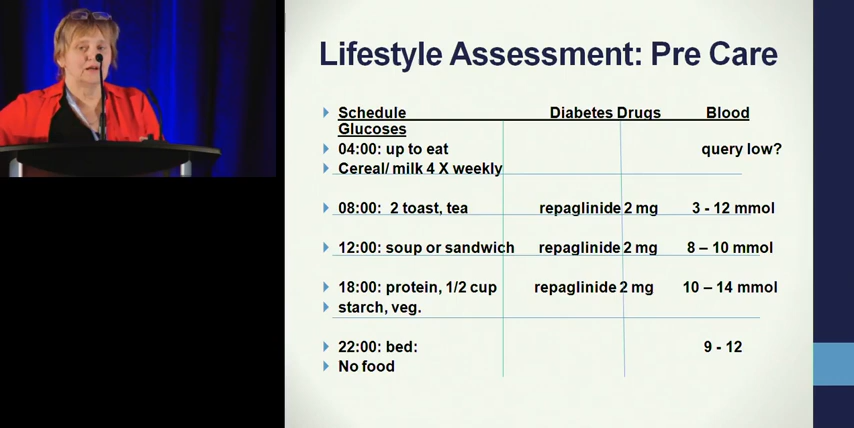 Lifestyle Assessment: Pre Care
Schedule Diabetes Drugs Blood
Glucoses
04:00: up to eat query low?
Cereal/ milk 4 X weekly
08:00: 2 toast, tea repaglinide 2 mg 3 - 12 mmol
12:00: soup or sandwich repaglinide 2 mg 8 – 10 mmol
18:00: protein, 1/2 cup repaglinide 2 mg 10 – 14 mmol
starch, veg.
22:00: bed: 9 - 12
No food